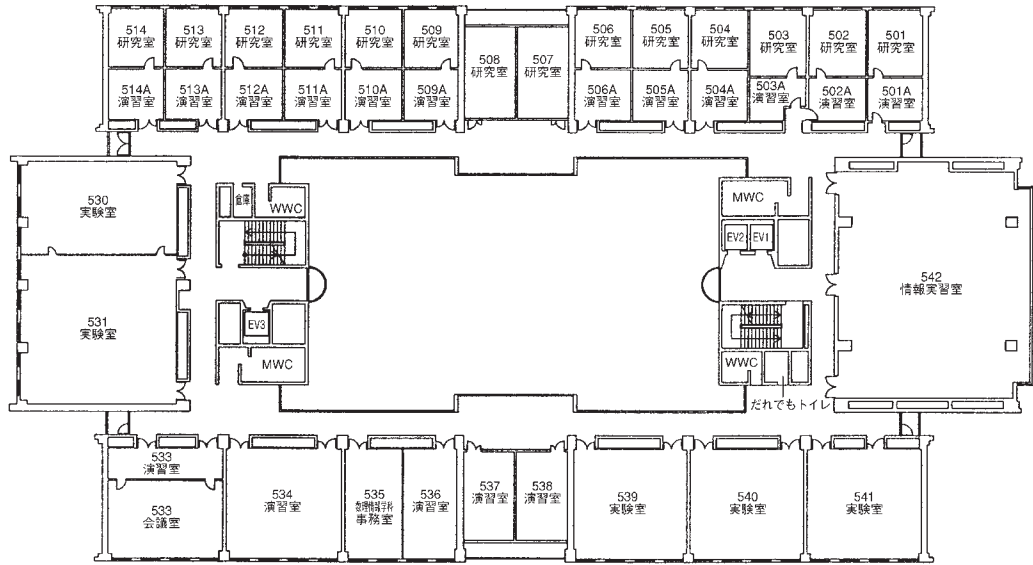 514
研究室
513
研究室
512
研究室
511
研究室
510
研究室
509
研究室
508
研究室
507
研究室
506
研究室
505
研究室
504
研究室
503
研究室
502
研究室
501
研究室
514A
演習室
513A
演習室
512A
演習室
511A
演習室
510A
演習室
509A
演習室
506A
演習室
505A
演習室
504A
演習室
503A
演習室
502A
演習室
501A
演習室
530
実験室
倉庫
WWC
MWC
EV2
EV1
542
情報実習室
531
実験室
EV3
MWC
WWC
だれでもトイレ
533
演習室
533
会議室
534
演習室
535
事務室
536
演習室
537
演習室
538
演習室
539
実験室
540
実験室
541
実験室